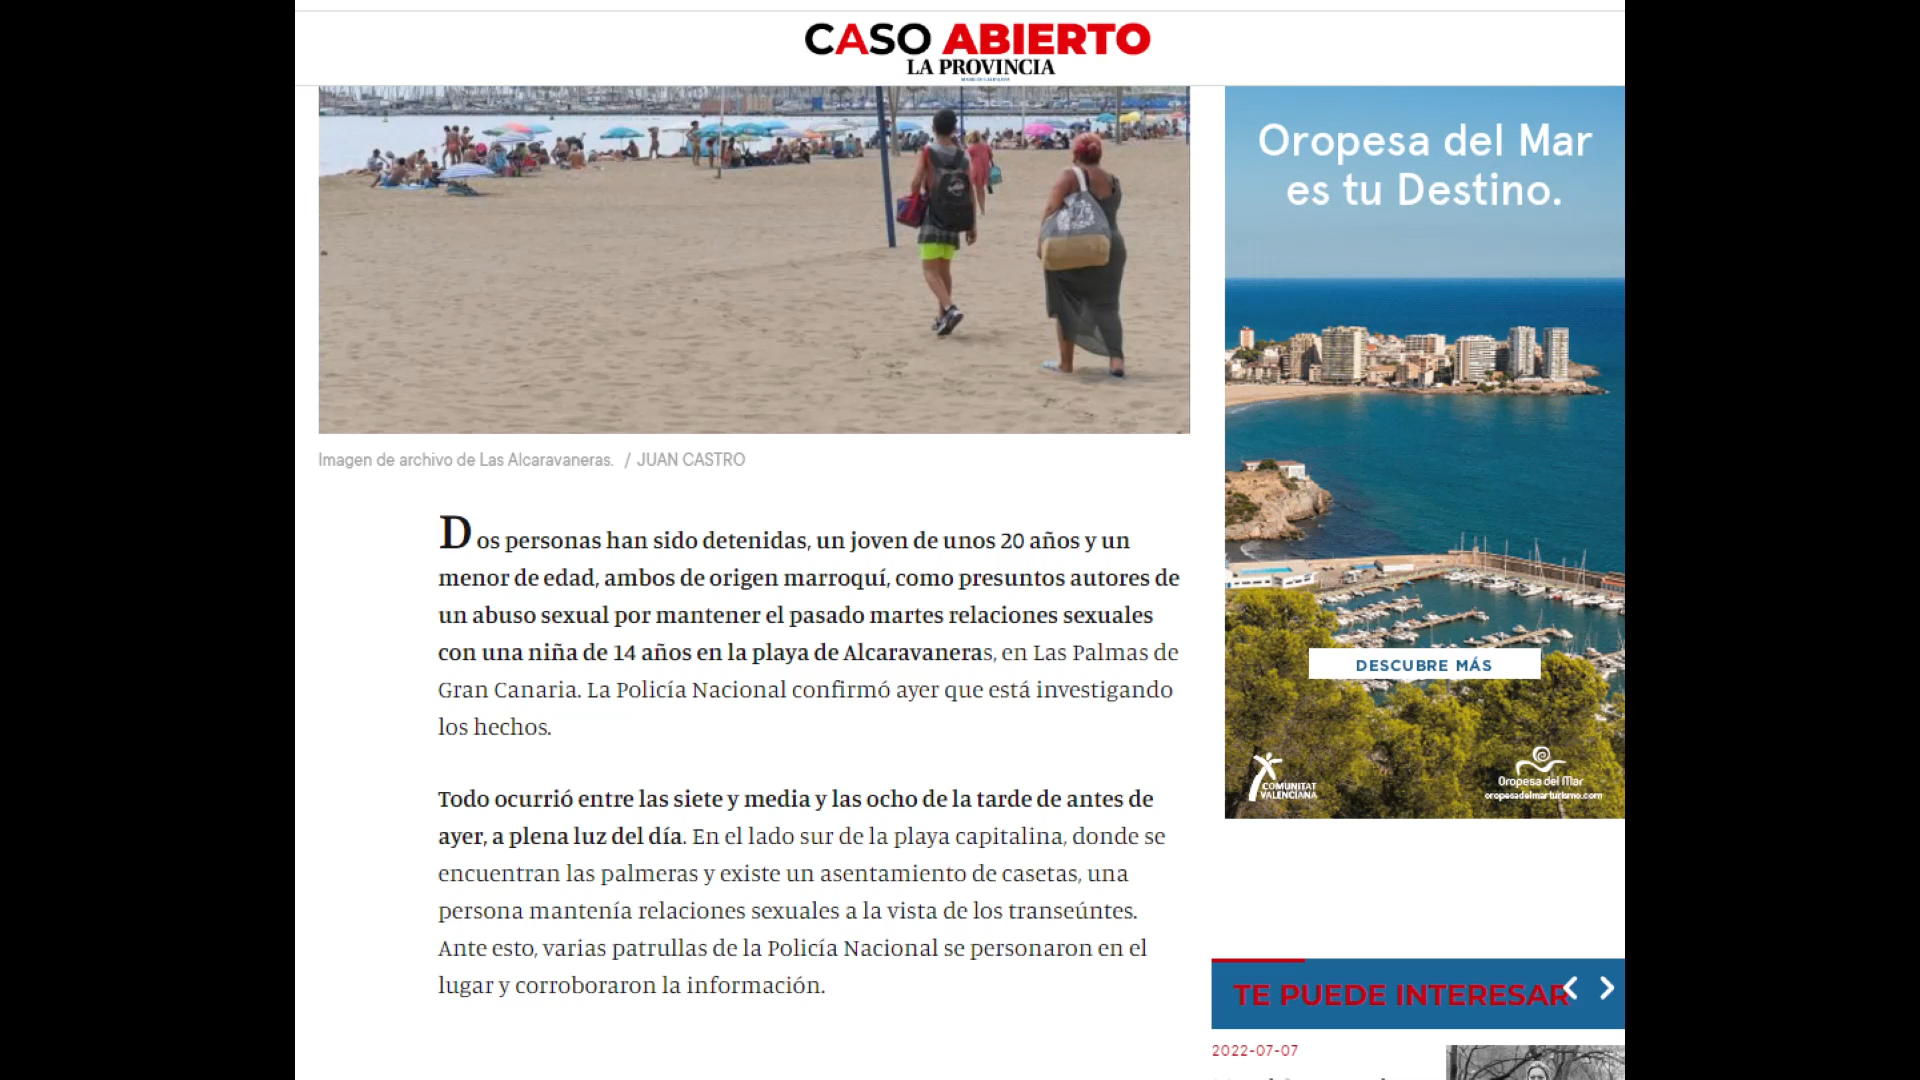 CASO ABIERTO
LA PROVINCIA
Imagen de archivo de Las Alcaravaneras. / JUAN CASTRO
Dos personas han sido detenidas, un joven de unos 20 años y un
menor de edad, ambos de origen marroquí, como presuntos autores de
un abuso sexual por mantener el pasado martes relaciones sexuales
con una niña de 14 años en la playa de Alcaravaneras, en Las Palmas de
Gran Canaria. La Policía Nacional confirmó ayer que está investigando
los hechos.
Todo ocurrió entre las siete y media y las ocho de la tarde de antes de
ayer, a plena luz del día. En el lado sur de la playa capitalina, donde se
encuentran las palmeras y existe un asentamiento de casetas, una
persona mantenía relaciones sexuales a la vista de los transeúntes.
Ante esto, varias patrullas de la Policía Nacional se personaron en el
lugar y corroboraron la información.
Oropesa del Mar
es tu Destino.
DESCUBRE MÁS
COMUNITAT
VALENCIANA
Oropesa del Mar
oropesadelmarturismo.com
TE PUEDE INTERESAR
2022-07-07